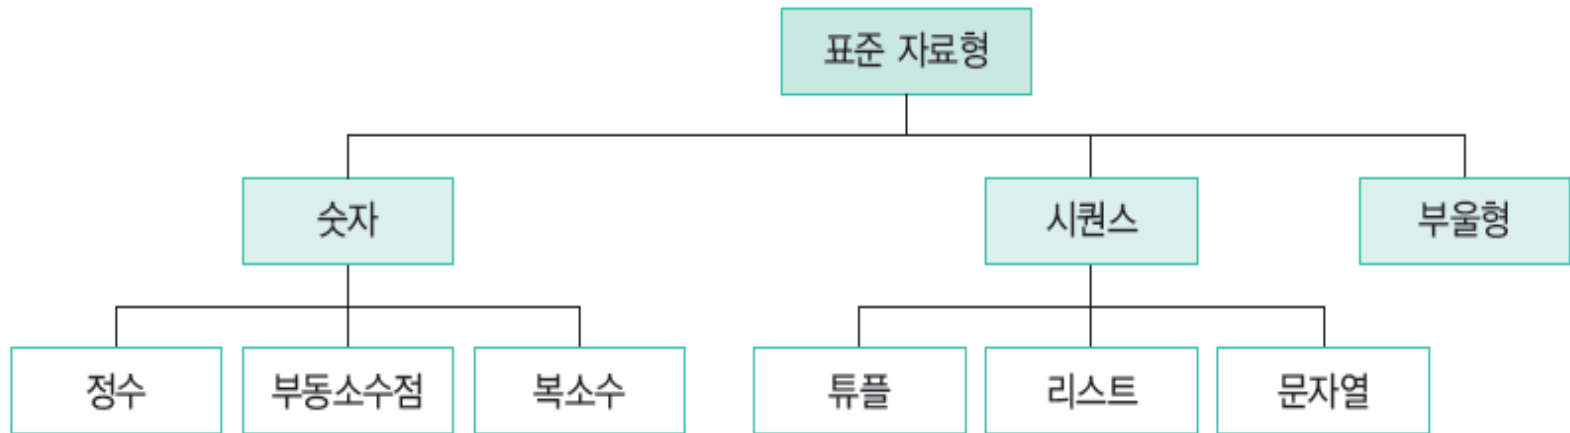 표준 자료형
숫자
시퀀스
부울형
정수
부동소수점
복소수
튜플
리스트
문자열